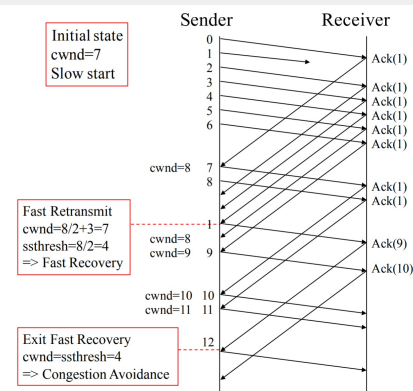 Sender
Receiver
Initial state
cwnd=7
Slow start
0
1
2
3
4
5
6
Ack(1)
Ack(1)
Ack(1)
Ack(1)
Ack(1)
Ack(1)
cwnd=8 7
8
Ack(1)
Ack(1)
Fast Retransmit
cwnd=8/2+3=7
ssthresh=8/2=4
=> Fast Recovery
1
cwnd=8
cwnd=9 9
Ack(9)
Ack(10)
cwnd=10 10
cwnd=11 11
Exit Fast Recovery
cwnd=ssthresh=4
=> Congestion Avoidance
12